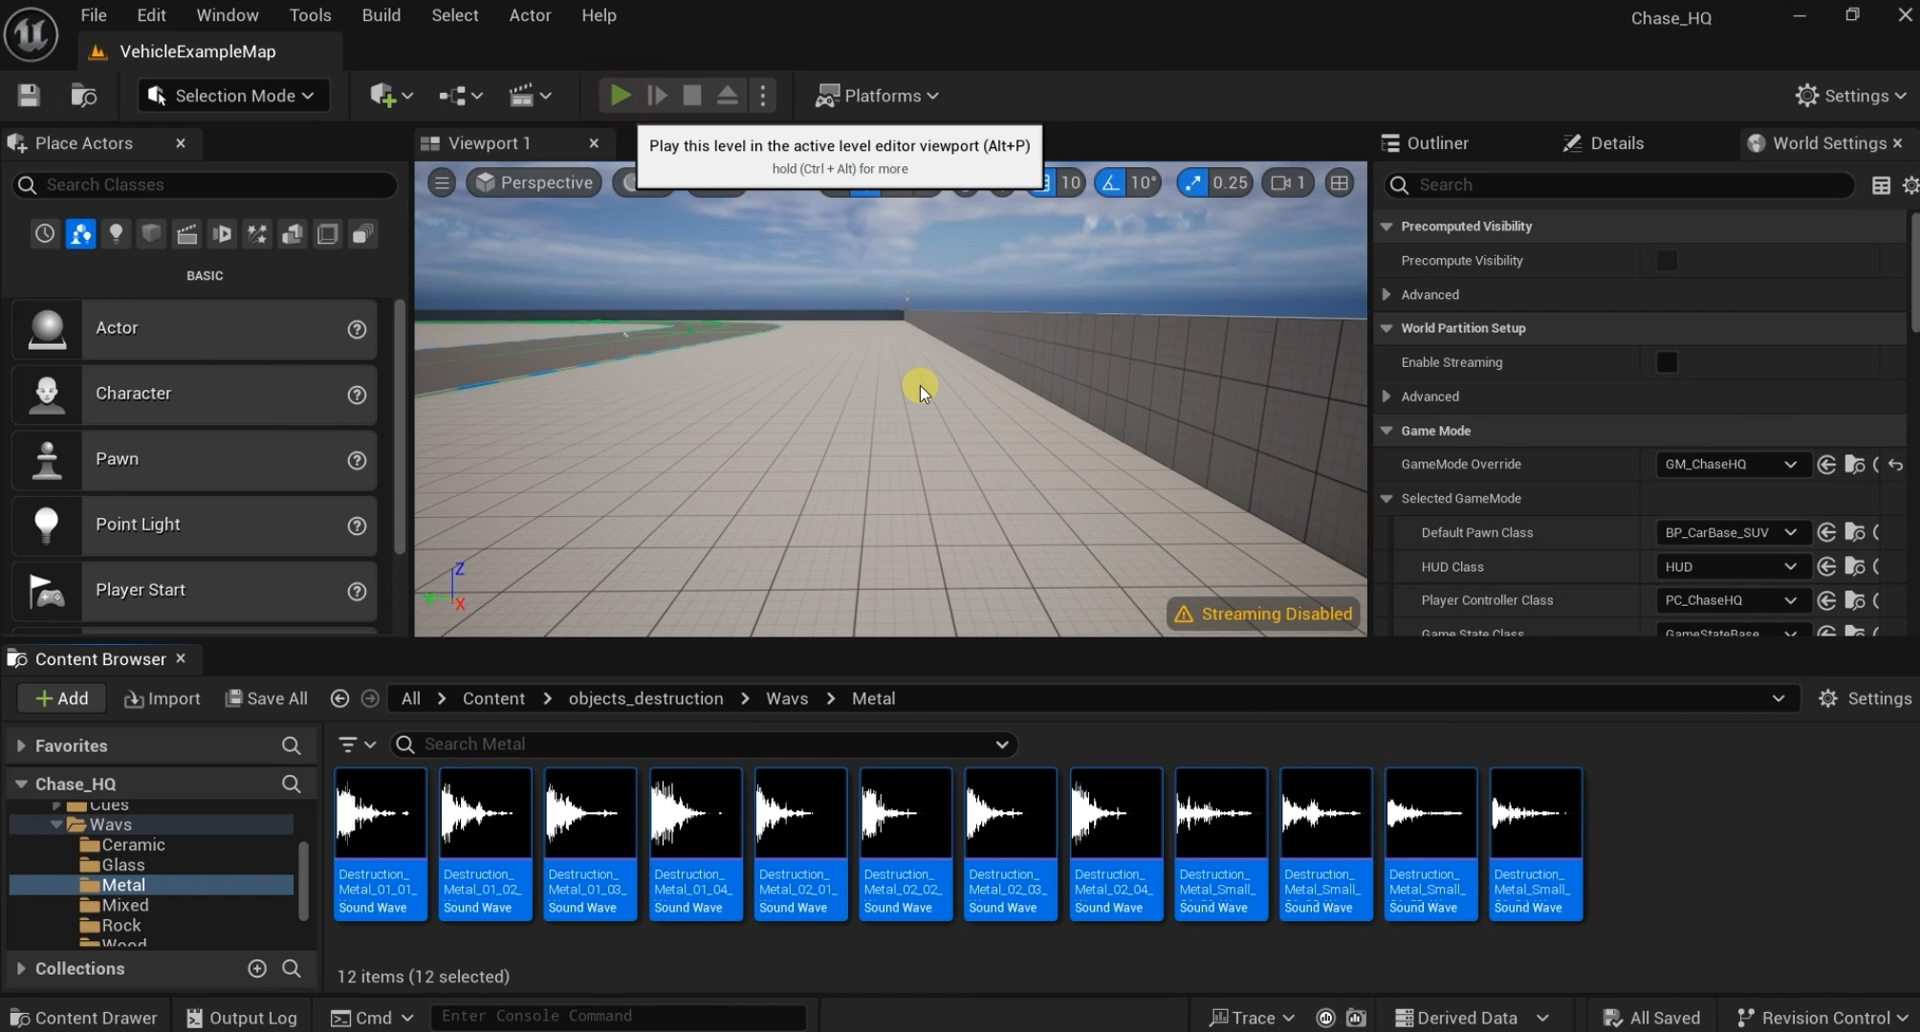 File Edit Window Tools Build Select Actor Help
Chase_HQ
VehicleExampleMap
Selection Mode
Platforms
Settings
Place Actors
Viewport 1
Play this level in the active level editor viewport (Alt+P)
hold (Ctrl + Alt) for more
Outliner
Details
World Settings
Search Classes
Perspective
10
10°
0.25
1
Search
BASIC
Actor
Character
Pawn
Point Light
Player Start
Z
X
Streaming Disabled
Precomputed Visibility
Precompute Visibility
Advanced
World Partition Setup
Enable Streaming
Advanced
Game Mode
GameMode Override GM_ChaseHQ
Selected GameMode
Default Pawn Class BP_CarBase_SUV
HUD Class HUD
Player Controller Class PC_ChaseHQ
Game State Class GameStateBase
Content Browser
Add Import Save All All Content objects_destruction Wavs Metal Settings
Favorites
Search Metal
Chase_HQ
Cues
Wavs
Ceramic
Glass
Metal
Mixed
Rock
Wood
Collections
Destruction_
Metal_01_01_
Sound Wave
Destruction_
Metal_01_02_
Sound Wave
Destruction_
Metal_01_03_
Sound Wave
Destruction_
Metal_01_04_
Sound Wave
Destruction_
Metal_02_01_
Sound Wave
Destruction_
Metal_02_02_
Sound Wave
Destruction_
Metal_02_03_
Sound Wave
Destruction_
Metal_02_04_
Sound Wave
Destruction_
Metal_Small_
Sound Wave
Destruction_
Metal_Small_
Sound Wave
Destruction_
Metal_Small_
Sound Wave
Destruction_
Metal_Small_
Sound Wave
12 items (12 selected)
Content Drawer Output Log Cmd Enter Console Command Trace Derived Data All Saved Revision Control